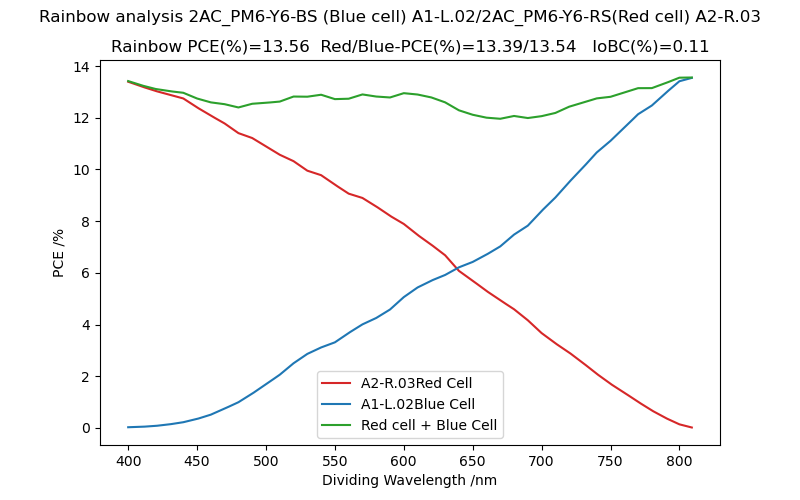 Rainbow analysis 2AC_PM6-Y6-BS (Blue cell) A1-L.02/2AC_PM6-Y6-RS(Red cell) A2-R.03
Rainbow PCE(%)=13.56  Red/Blue-PCE(%)=13.39/13.54   IoBC(%)=0.11
14
12
10
8
6
4
2
0
PCE /%
A2-R.03Red Cell
A1-L.02Blue Cell
Red cell + Blue Cell
400 450 500 550 600 650 700 750 800
Dividing Wavelength /nm